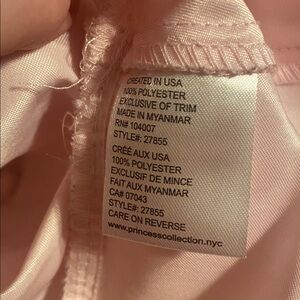 CREATED IN USA
100% POLYESTER
EXCLUSIVE OF TRIM
MADE IN MYANMAR
RN# 104007
STYLE#: 27855
CRÉÉ AUX USA
100% POLYESTER
EXCLUSIF DE MINCE
FAIT AUX MYANMAR
CA# 07043
STYLE#: 27855
CARE ON REVERSE
www.princesscollection.nyc